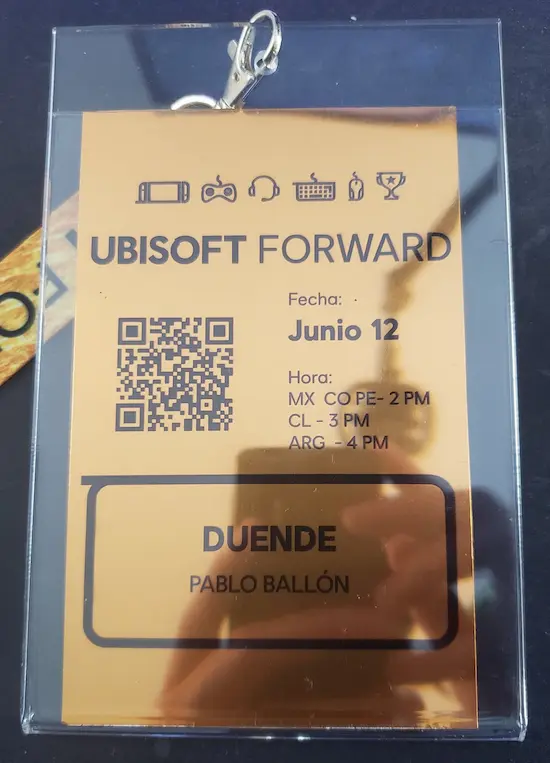 UBISOFT FORWARD
Fecha:
Junio 12
Hora:
MX CO PE- 2 PM
CL - 3 PM
ARG - 4 PM
DUENDE
PABLO BALLÓN